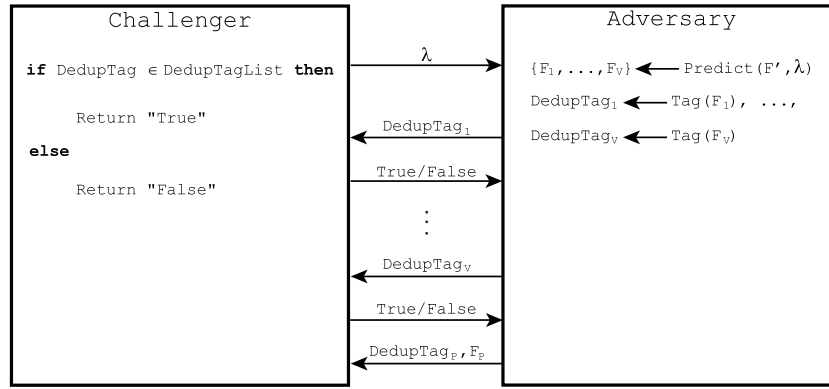 Challenger
if DedupTag ∈ DedupTagList then
Return "True"
else
Return "False"
λ
DedupTag₁
True/False
⋮
DedupTagᵥ
True/False
DedupTagₚ,Fₚ
Adversary
{F₁,...,Fᵥ} ← Predict(F',λ)
DedupTag₁ ← Tag(F₁), ...,
DedupTagᵥ ← Tag(Fᵥ)